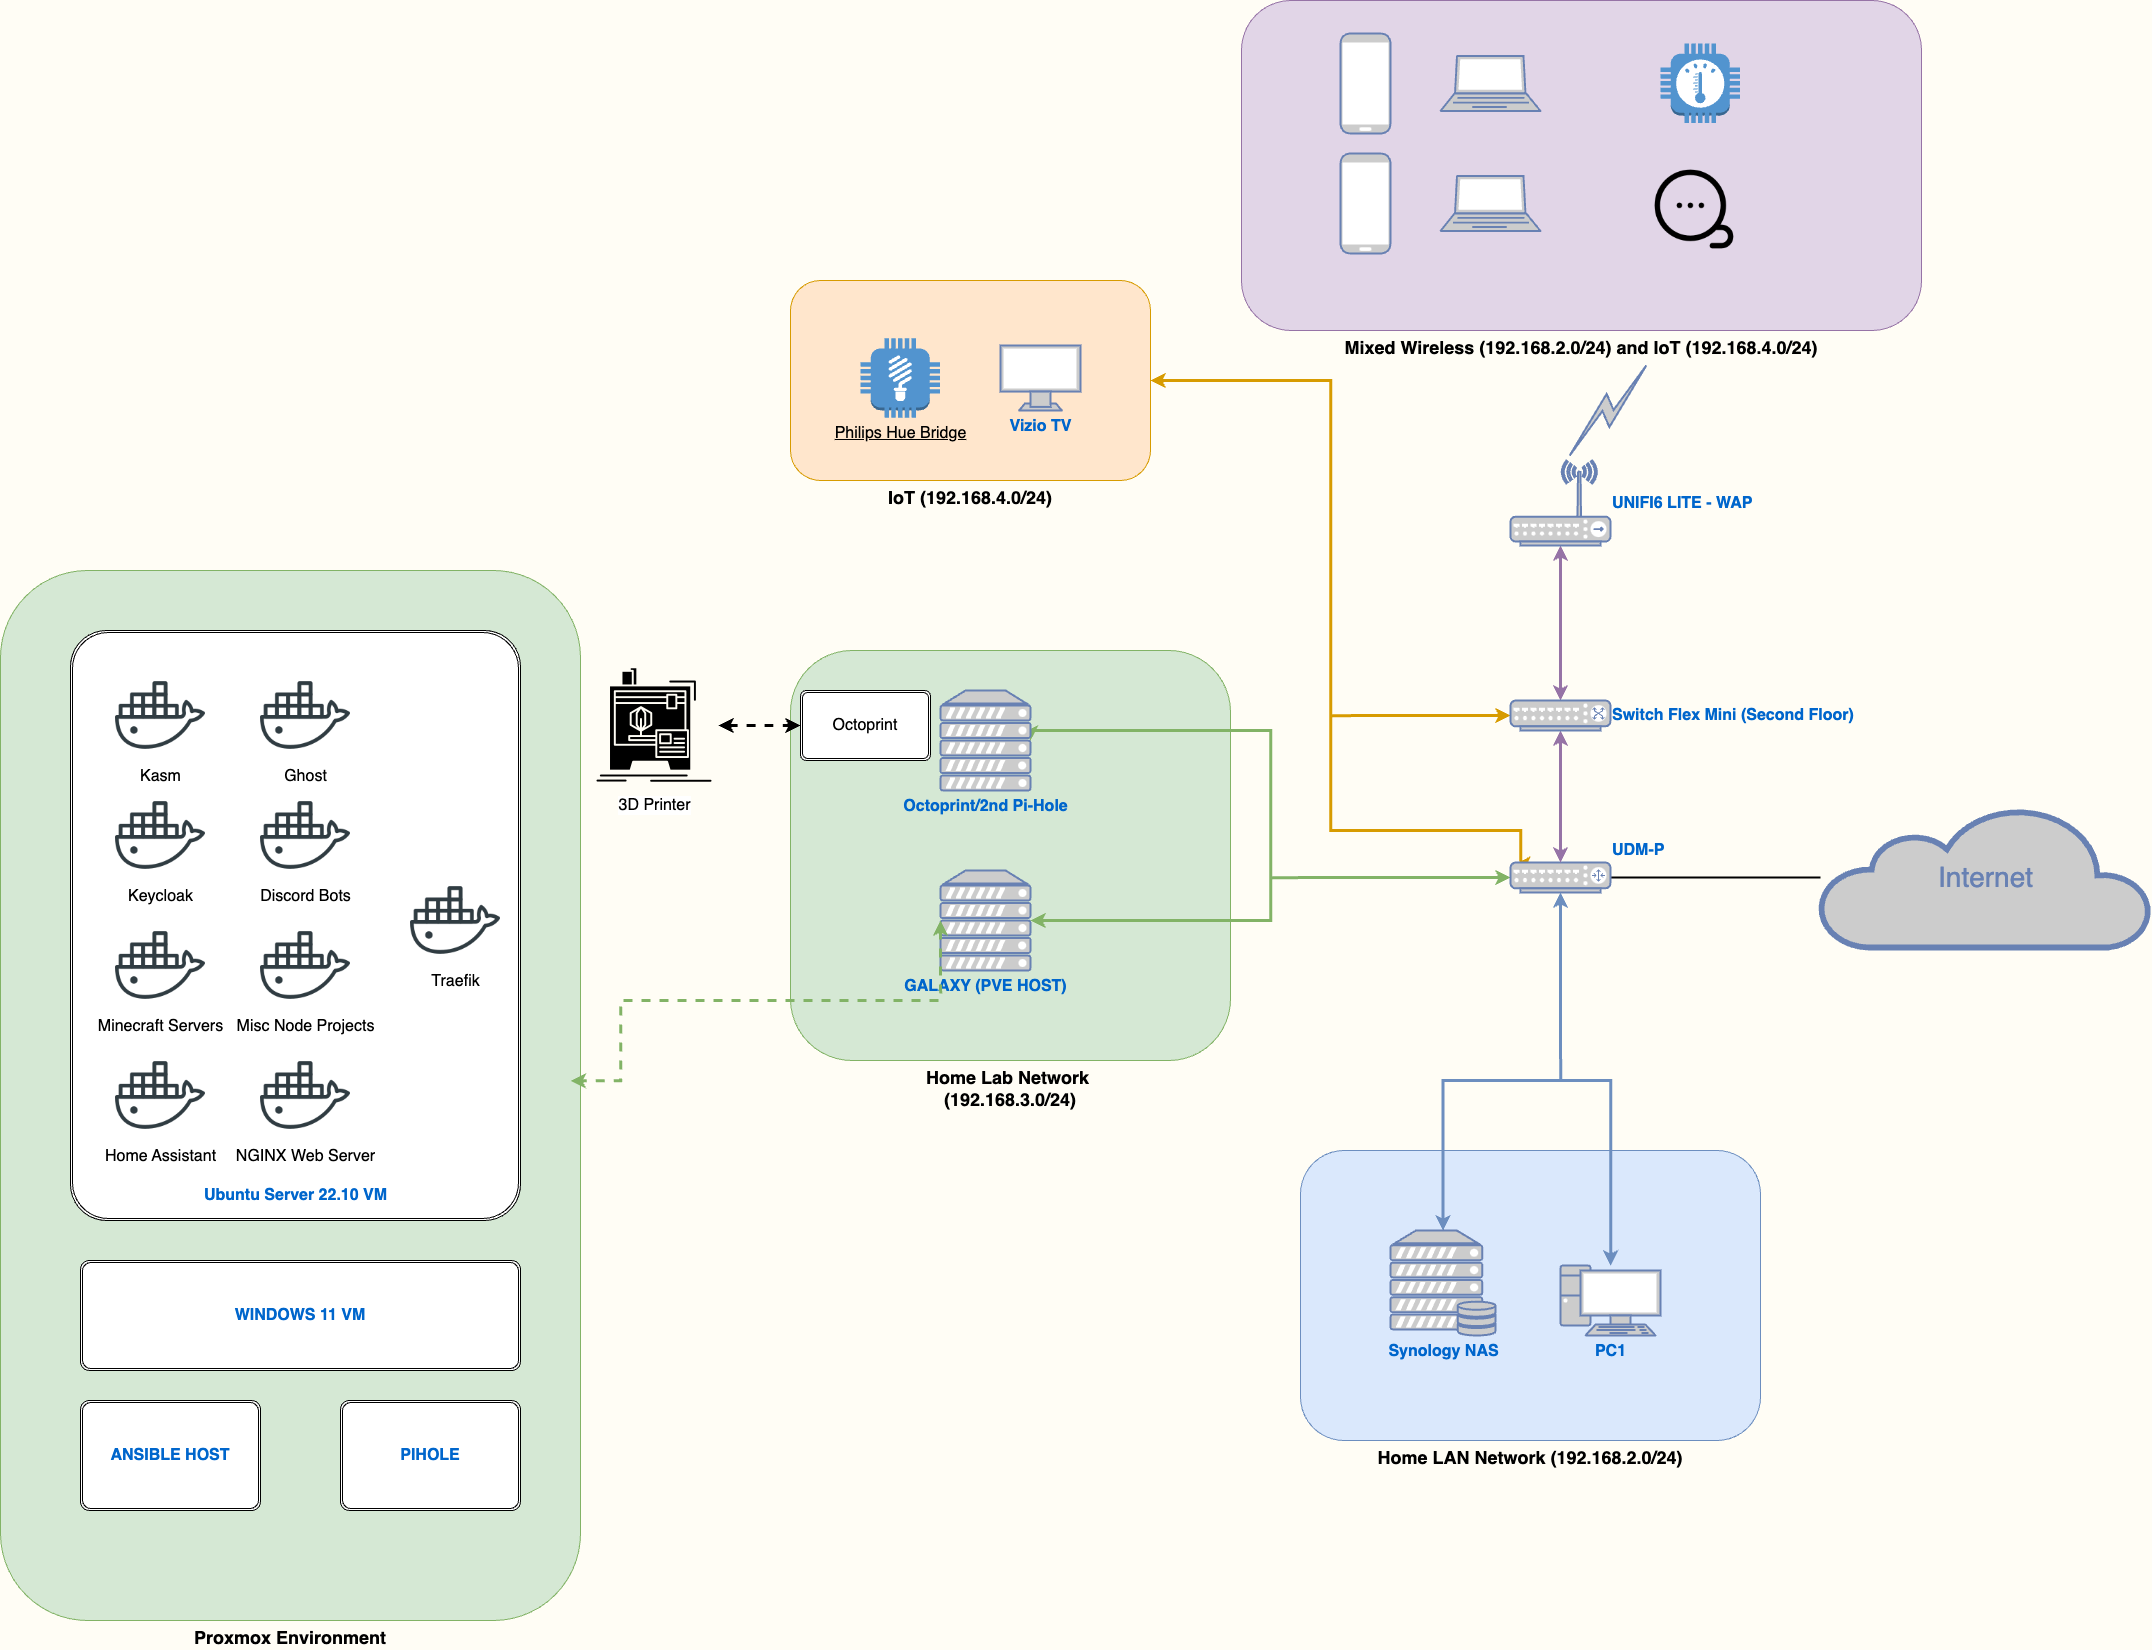 Mixed Wireless (192.168.2.0/24) and IoT (192.168.4.0/24)
Philips Hue Bridge
Vizio TV
IoT (192.168.4.0/24)
UNIFI6 LITE - WAP
Switch Flex Mini (Second Floor)
UDM-P
Internet
Octoprint
3D Printer
Octoprint/2nd Pi-Hole
GALAXY (PVE HOST)
Home Lab Network
(192.168.3.0/24)
Kasm
Ghost
Keycloak
Discord Bots
Traefik
Minecraft Servers
Misc Node Projects
Home Assistant
NGINX Web Server
Ubuntu Server 22.10 VM
WINDOWS 11 VM
ANSIBLE HOST
PIHOLE
Proxmox Environment
Synology NAS
PC1
Home LAN Network (192.168.2.0/24)